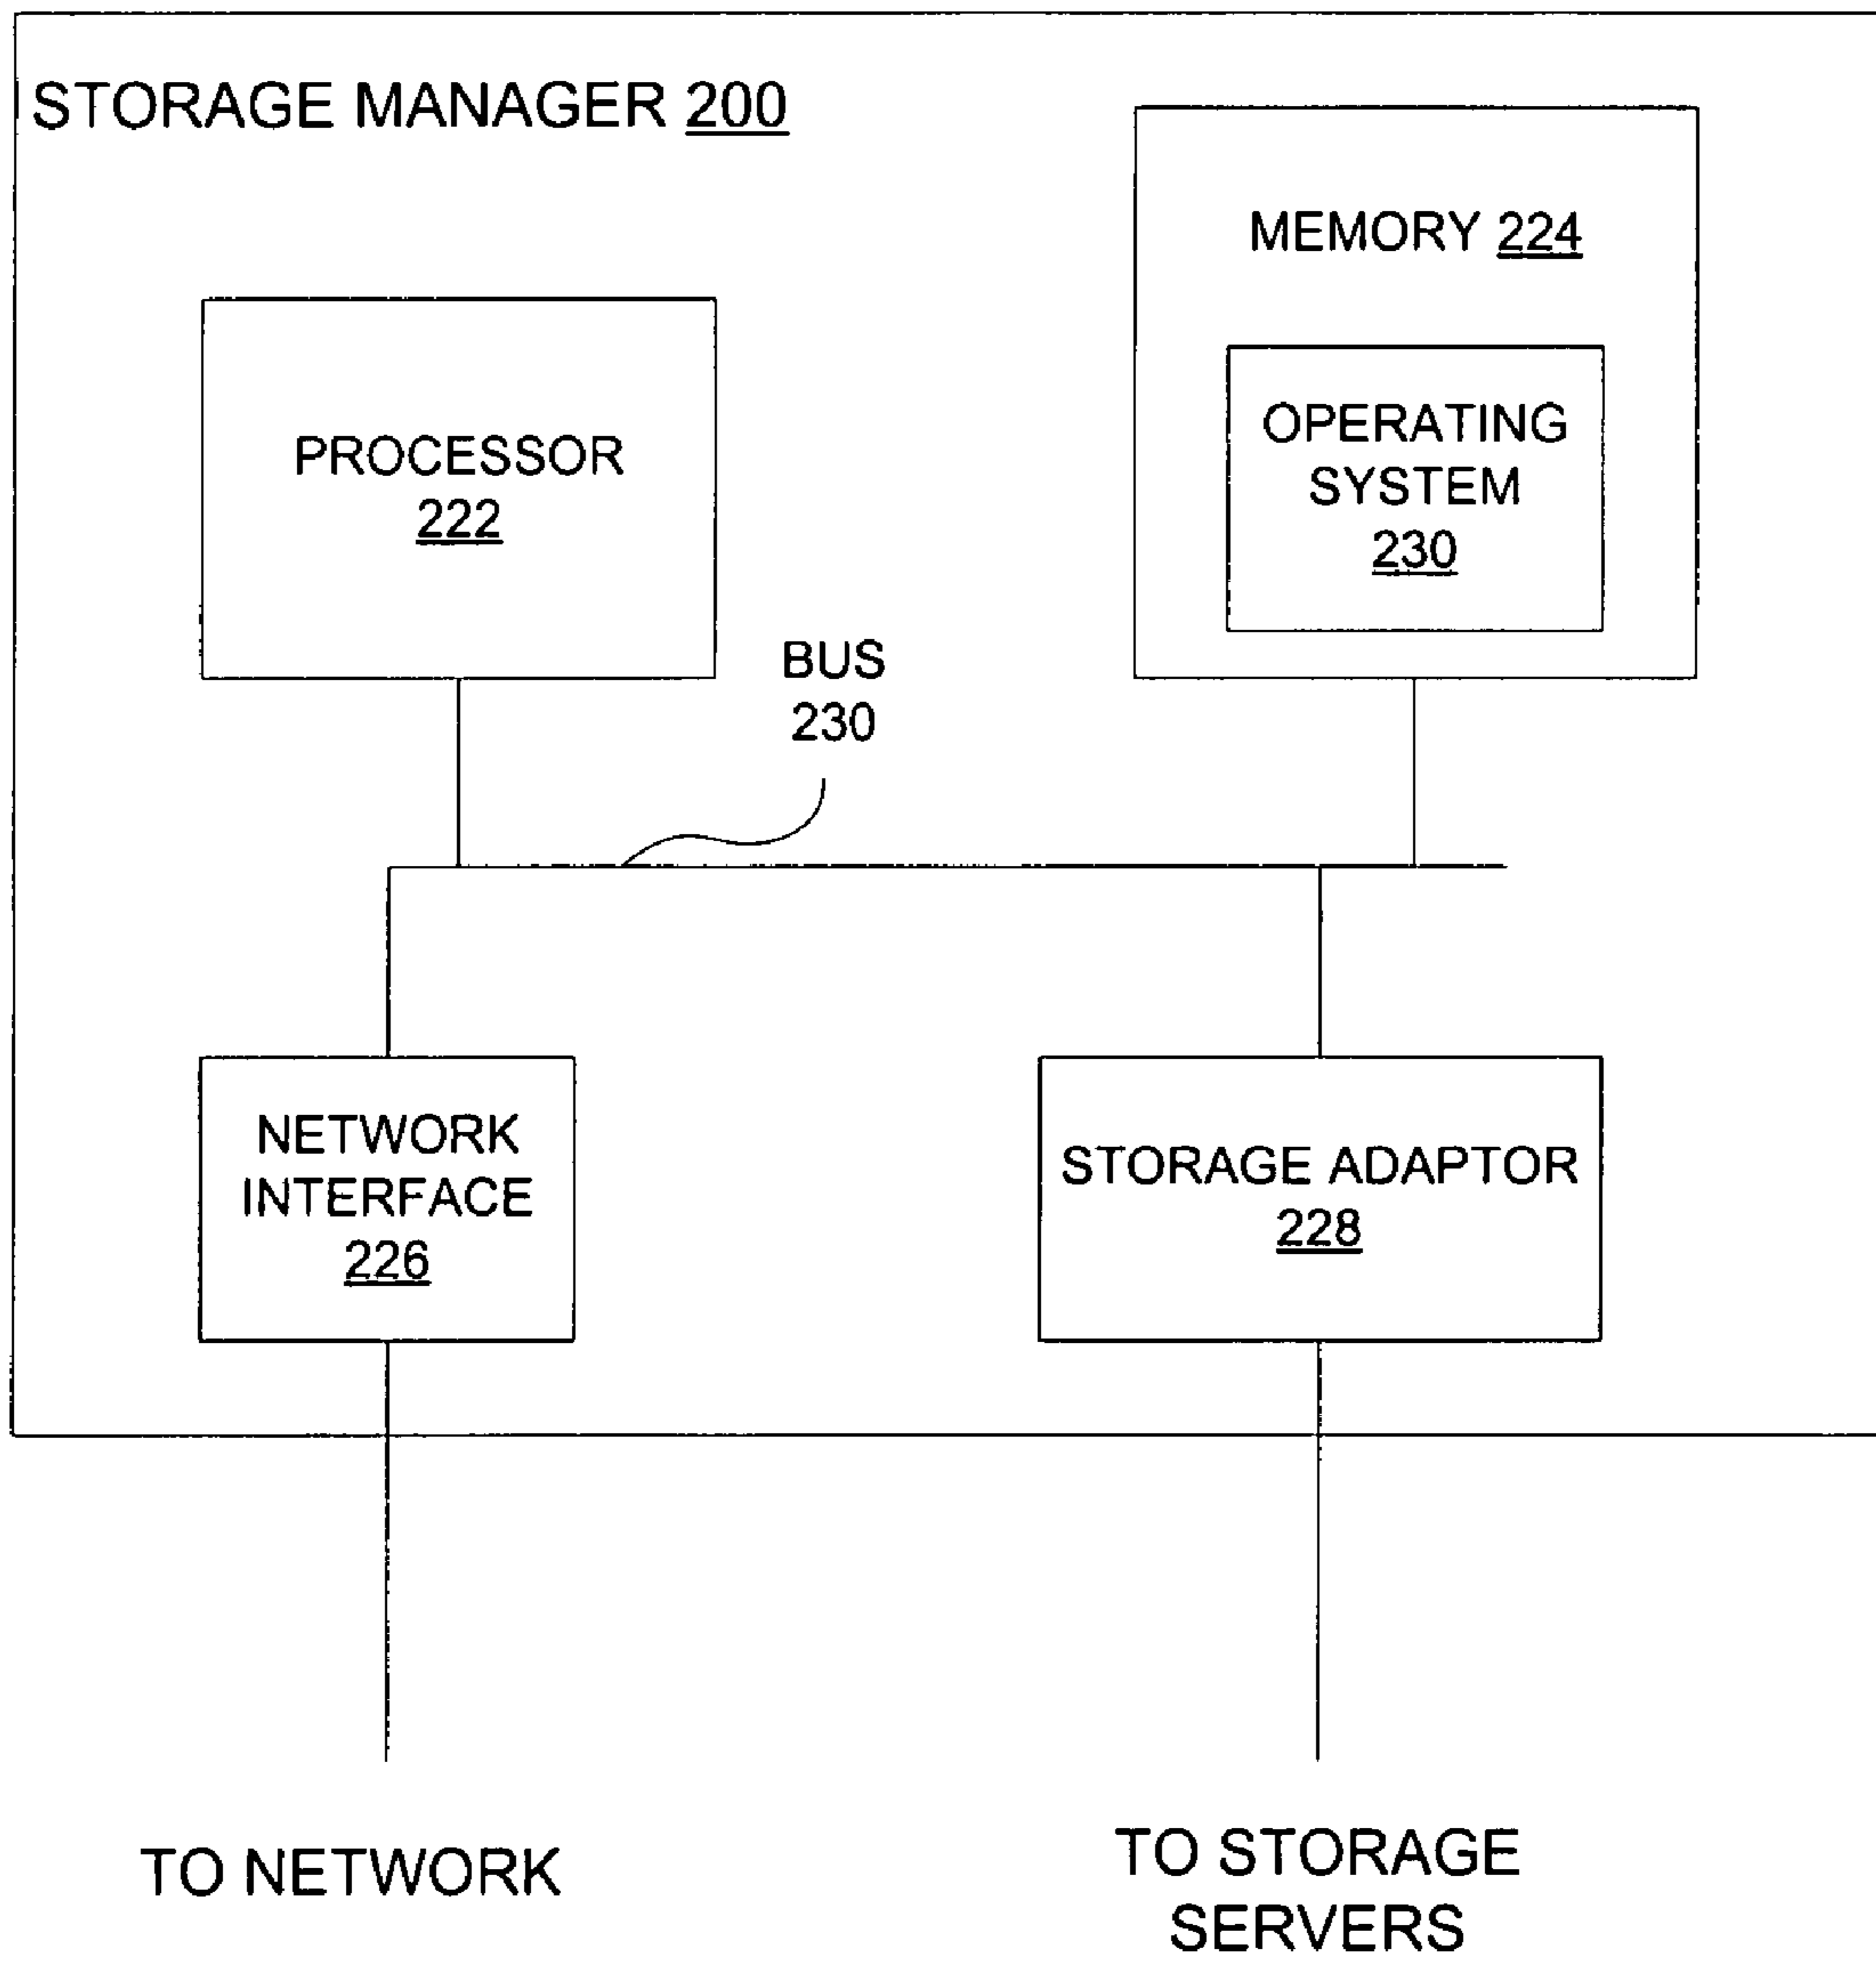 STORAGE MANAGER 200
MEMORY 224
OPERATING
SYSTEM
230
PROCESSOR
222
BUS
230
NETWORK
INTERFACE
226
STORAGE ADAPTOR
228
TO NETWORK
TO STORAGE
SERVERS